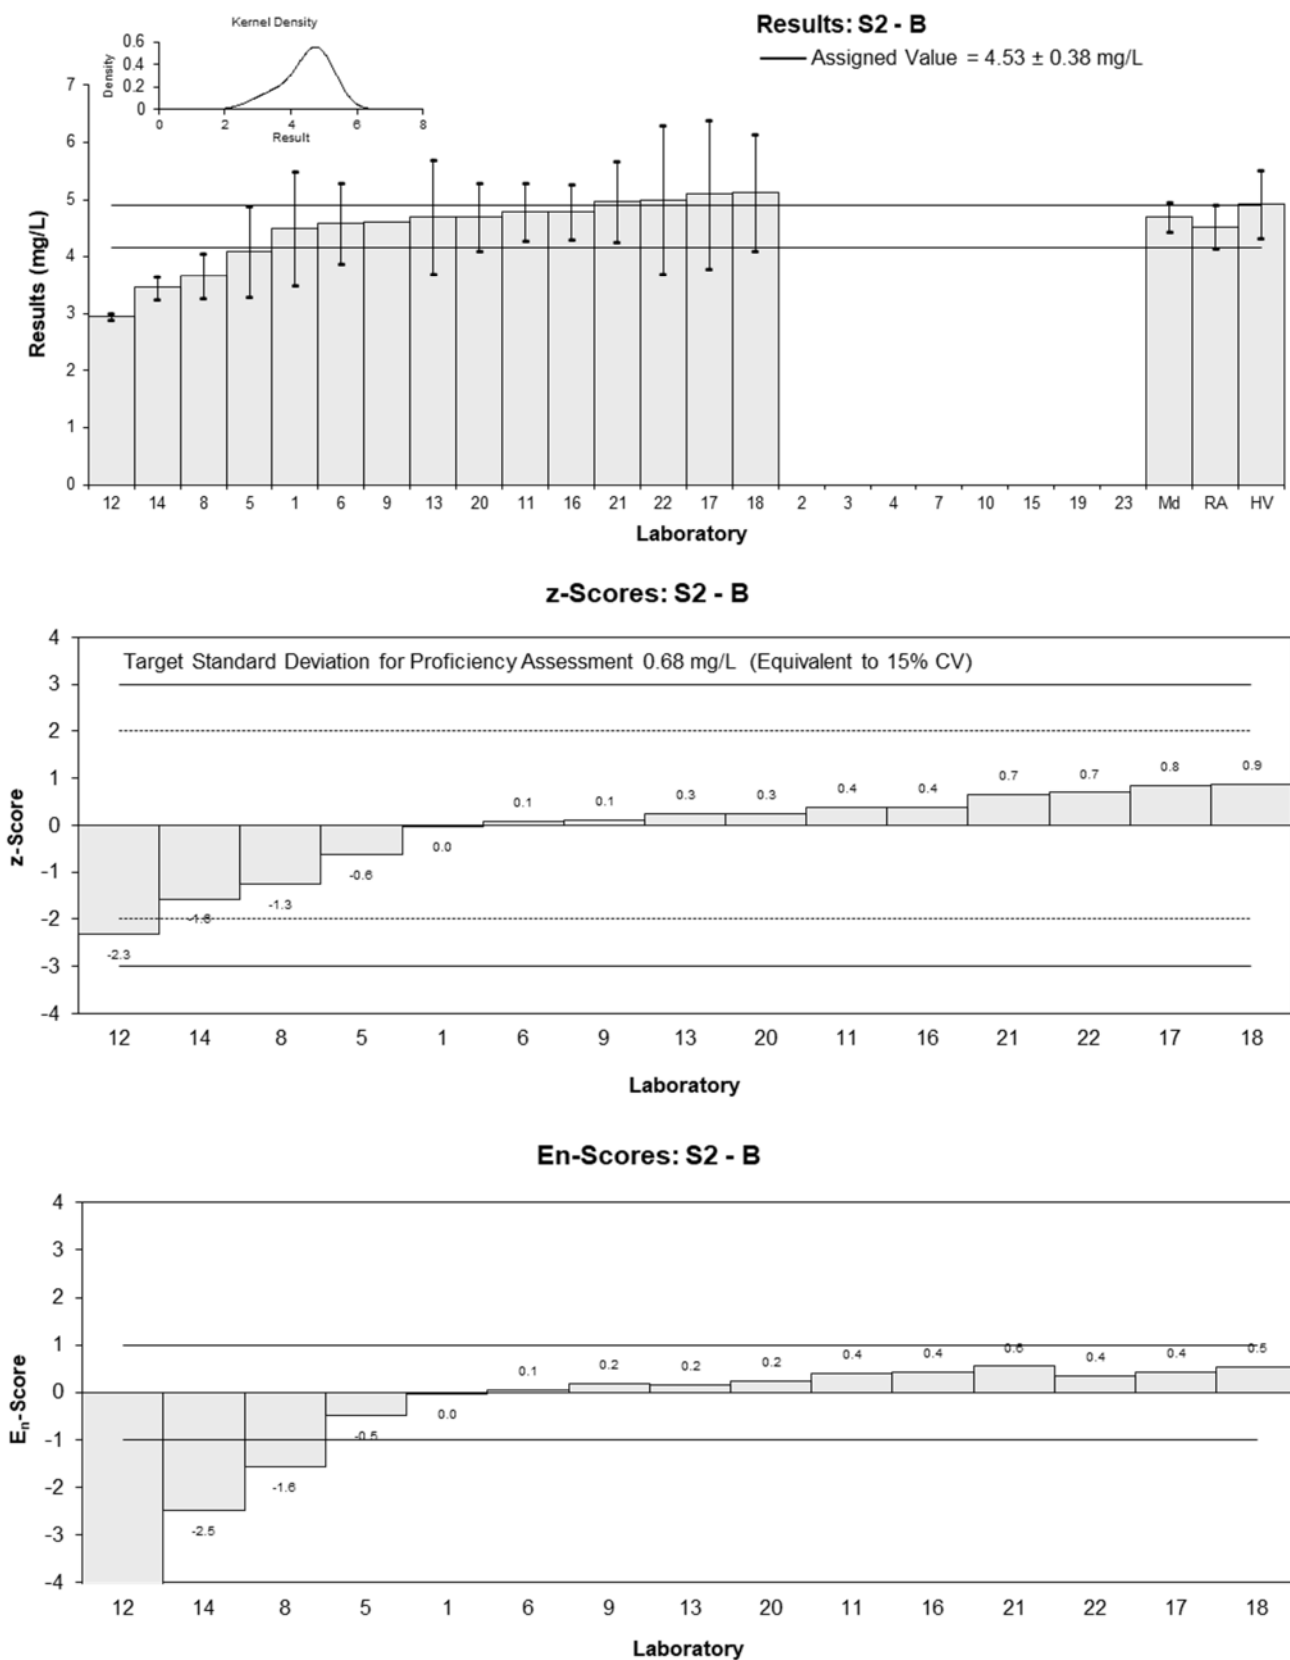 Kernel Density
Results: S2 - B
Assigned Value = 4.53 ± 0.38 mg/L
Density
0.6
0.4
0.2
0
0 2 4 6 8
Result
Results (mg/L)
7
6
5
4
3
2
1
0
12 14 8 5 1 6 9 13 20 11 16 21 22 17 18 2 3 4 7 10 15 19 23 Md RA HV
Laboratory
z-Scores: S2 - B
Target Standard Deviation for Proficiency Assessment 0.68 mg/L (Equivalent to 15% CV)
z-Score
4
3
2
1
0
-1
-2
-3
-4
-2.3 -1.6 -1.3 -0.6 0.0 0.1 0.1 0.3 0.3 0.4 0.4 0.7 0.7 0.8 0.9
12 14 8 5 1 6 9 13 20 11 16 21 22 17 18
Laboratory
En-Scores: S2 - B
En-Score
4
3
2
1
0
-1
-2
-3
-4
-2.5 -1.6 -0.5 0.0 0.1 0.2 0.2 0.2 0.4 0.4 0.6 0.4 0.4 0.5
12 14 8 5 1 6 9 13 20 11 16 21 22 17 18
Laboratory